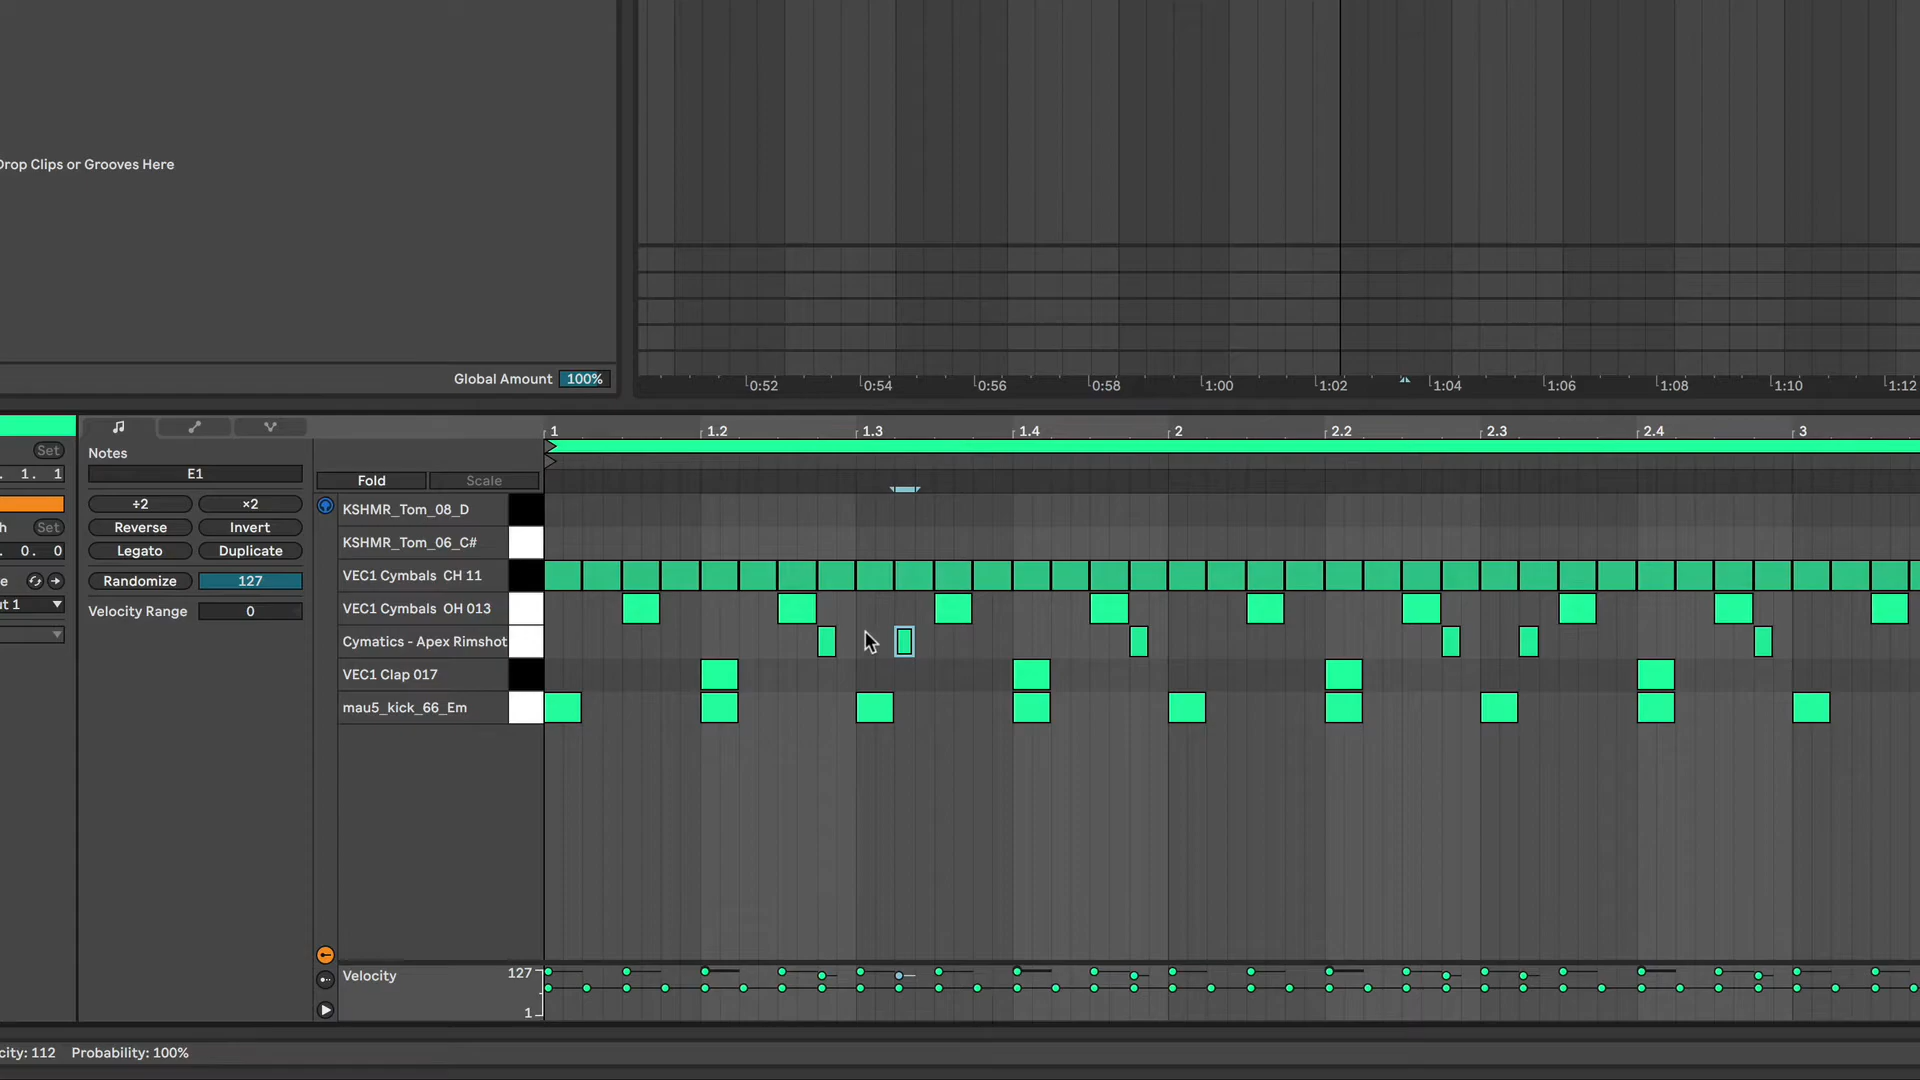 Drop Clips or Grooves Here
Global Amount 100%
0:52 0:54 0:56 0:58 1:00 1:02 1:04 1:06 1:08 1:10 1:12
1 1.2 1.3 1.4 2 2.2 2.3 2.4 3
Set
Notes
. 1. 1
E1
Fold Scale
÷2 ×2
h Set
Reverse Invert
. 0. 0
Legato Duplicate
e
Randomize 127
ut 1
Velocity Range 0
KSHMR_Tom_08_D
KSHMR_Tom_06_C#
VEC1 Cymbals CH 11
VEC1 Cymbals OH 013
Cymatics - Apex Rimshot
VEC1 Clap 017
mau5_kick_66_Em
Velocity 127
1
city: 112 Probability: 100%